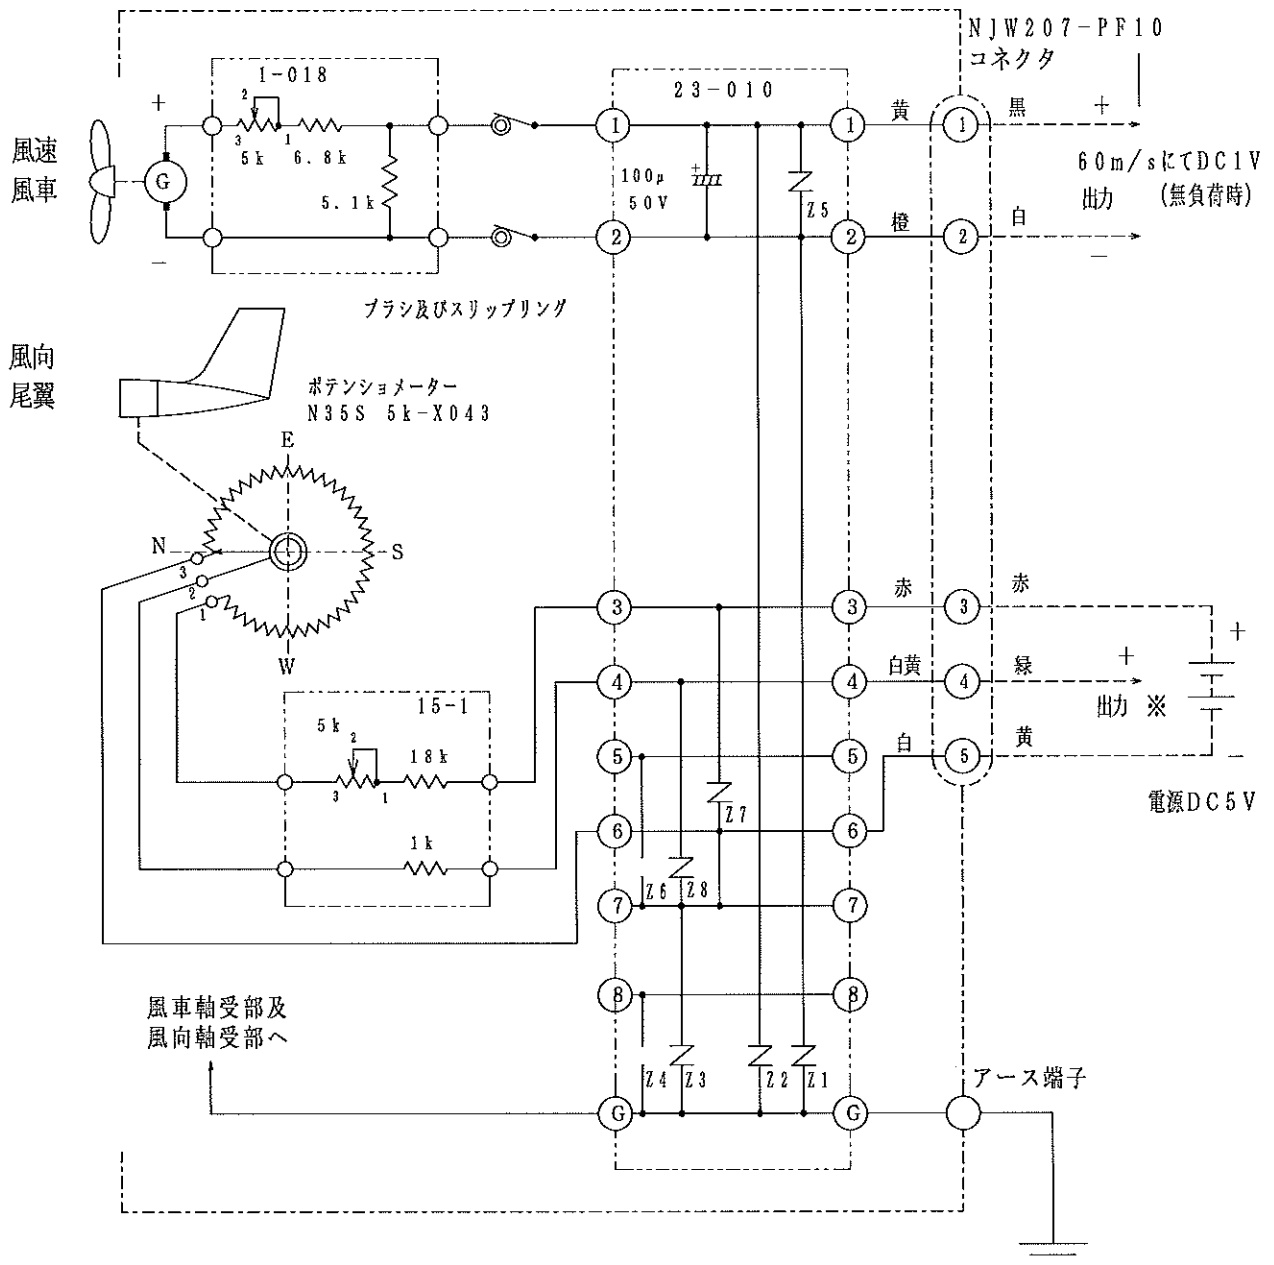 NJW207-PF10
コネクタ
1-018
23-010
2
3
1
5k
6.8k
5.1k
+
G
-
風速
風車
1
2
100μ
50V
+
Z5
1
2
黄
橙
1
2
黒
白
+
60m/sにてDC1V
出力 (無負荷時)
-
ブラシ及びスリップリング
風向
尾翼
ポテンショメーター
N35S 5k-X043
E
N
S
W
3
2
1
15-1
5k
2
3
1
18k
1k
3
4
5
6
7
8
G
Z7
Z6
Z8
Z4
Z3
Z2
Z1
3
4
5
6
7
8
G
赤
白黄
白
3
4
5
赤
緑
黄
+
出力 ※
+
-
電源DC5V
風車軸受部及
風向軸受部へ
アース端子